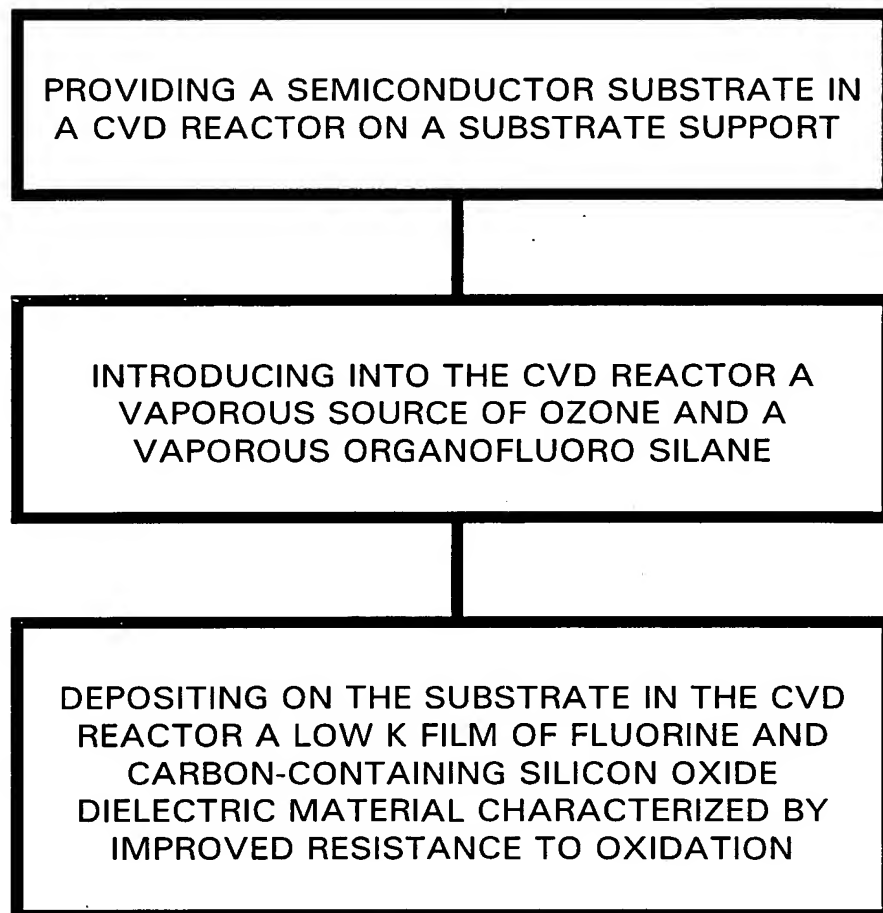 PROVIDING A SEMICONDUCTOR SUBSTRATE IN
A CVD REACTOR ON A SUBSTRATE SUPPORT
INTRODUCING INTO THE CVD REACTOR A
VAPOROUS SOURCE OF OZONE AND A
VAPOROUS ORGANOFLUORO SILANE
DEPOSITING ON THE SUBSTRATE IN THE CVD
REACTOR A LOW K FILM OF FLUORINE AND
CARBON-CONTAINING SILICON OXIDE
DIELECTRIC MATERIAL CHARACTERIZED BY
IMPROVED RESISTANCE TO OXIDATION